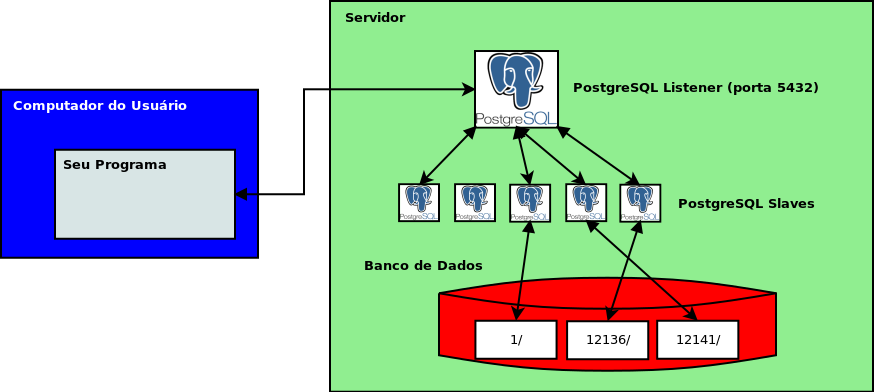 Servidor
PostgreSQL
PostgreSQL Listener (porta 5432)
Computador do Usuário
Seu Programa
PostgreSQL
PostgreSQL
PostgreSQL
PostgreSQL
PostgreSQL
PostgreSQL Slaves
Banco de Dados
1/
12136/
12141/